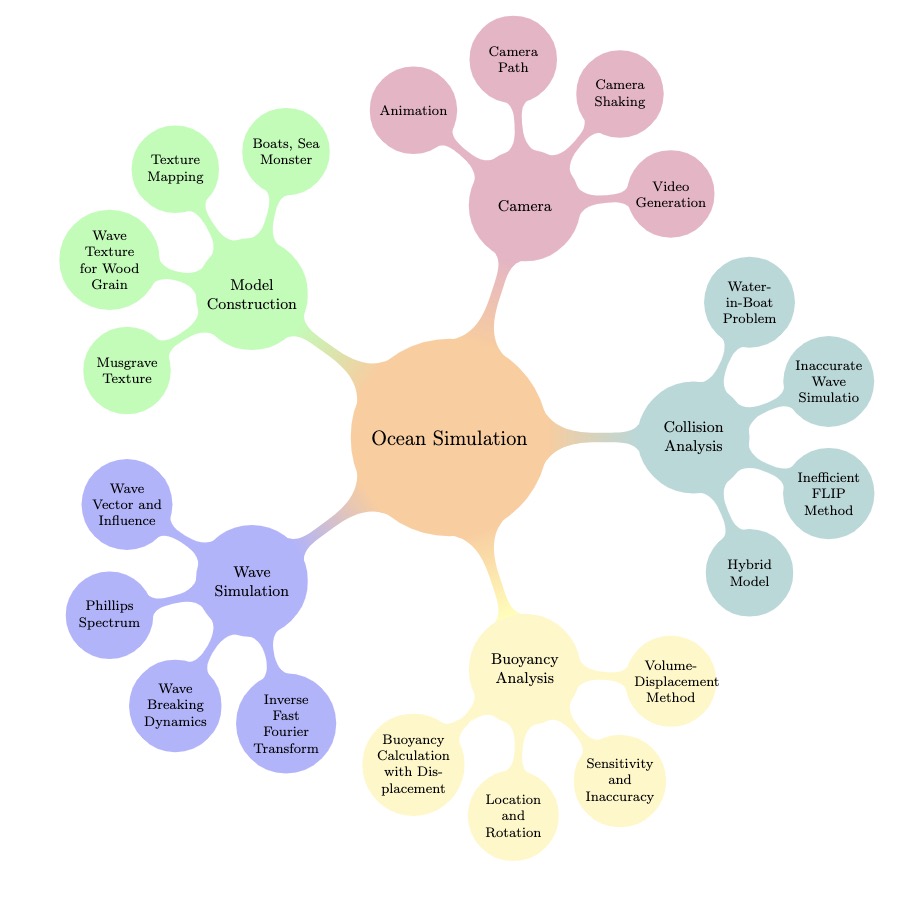 Camera
Path
Camera
Shaking
Animation
Video
Generation
Camera
Boats, Sea
Monster
Texture
Mapping
Wave
Texture
for Wood
Grain
Musgrave
Texture
Model
Construction
Ocean Simulation
Water-
in-Boat
Problem
Inaccurate
Wave
Simulatio
Inefficient
FLIP
Method
Hybrid
Model
Collision
Analysis
Wave
Vector and
Influence
Phillips
Spectrum
Wave
Breaking
Dynamics
Inverse
Fast
Fourier
Transform
Wave
Simulation
Buoyancy
Analysis
Volume-
Displacement
Method
Sensitivity
and
Inaccuracy
Location
and
Rotation
Buoyancy
Calculation
with Dis-
placement